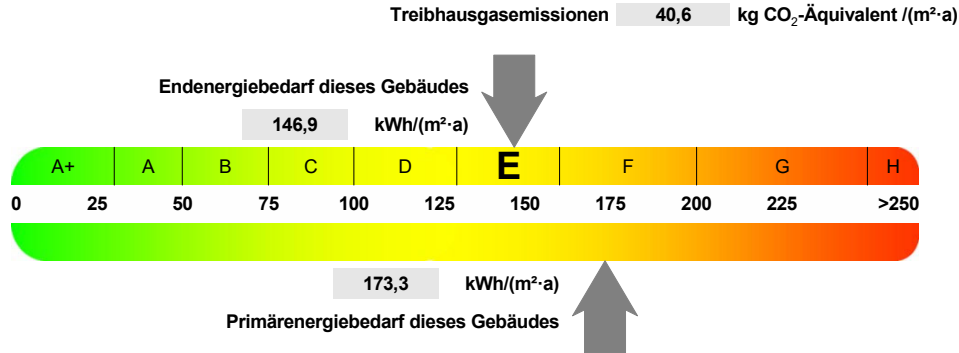 Treibhausgasemissionen 40,6 kg CO₂-Äquivalent /(m²·a)
Endenergiebedarf dieses Gebäudes
146,9 kWh/(m²·a)
A+ A B C D E F G H
0 25 50 75 100 125 150 175 200 225 >250
173,3 kWh/(m²·a)
Primärenergiebedarf dieses Gebäudes